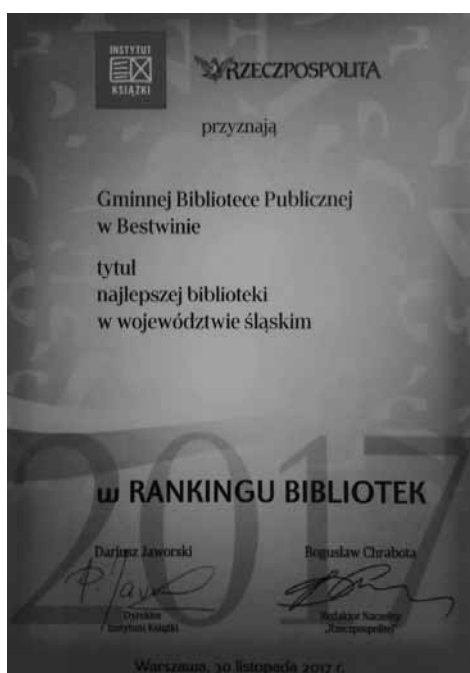 INSTYTUT
KSIĄŻKI
RZECZPOSPOLITA
przyznają
Gminnej Bibliotece Publicznej
w Bestwinie
tytuł
najlepszej biblioteki
w województwie śląskim
2017
w RANKINGU BIBLIOTEK
Dariusz Jaworski
Bogusław Chrabota
Dyrektor
Instytutu Książki
Redaktor Naczelny
„Rzeczpospolitej”
Warszawa, 30 listopada 2017 r.